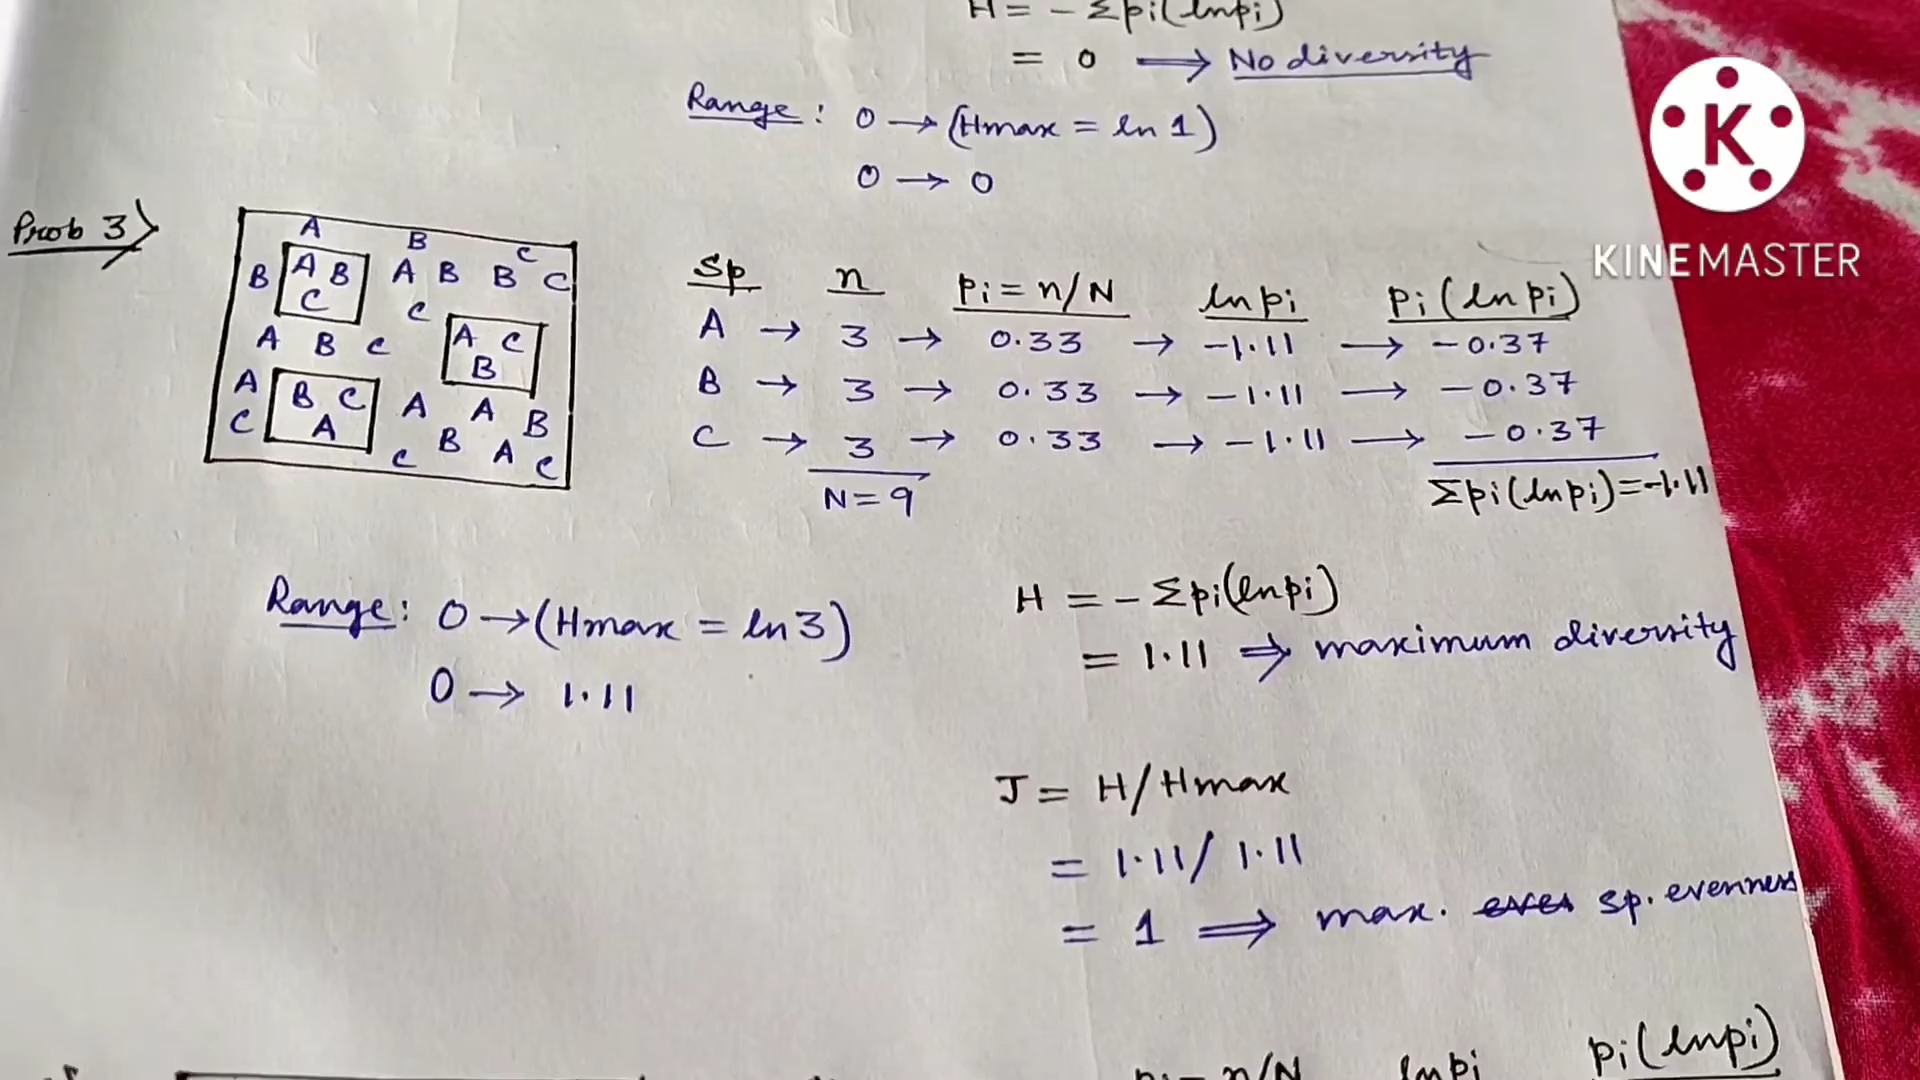 H = - Σpi(lnpi)
= 0 ⟹ No diversity
Range : 0 → (Hmax = ln 1)
0 → 0
K
KINEMASTER
Prob 3)
A B C
B A B A B B C
C C
A B C A C
B
A B C A A B
C A B A
C C
Sp n pi = n/N lnpi pi(lnpi)
A → 3 → 0.33 → -1.11 → -0.37
B → 3 → 0.33 → -1.11 → -0.37
C → 3 → 0.33 → -1.11 → -0.37
N = 9 Σpi(lnpi) = -1.11
Range: 0 → (Hmax = ln3)
0 → 1.11
H = - Σpi(lnpi)
= 1.11 ⇒ maximum diversity
J = H/Hmax
= 1.11/1.11
= 1 ⟹ max. sp. evenness
pi = n/N lnpi pi(lnpi)